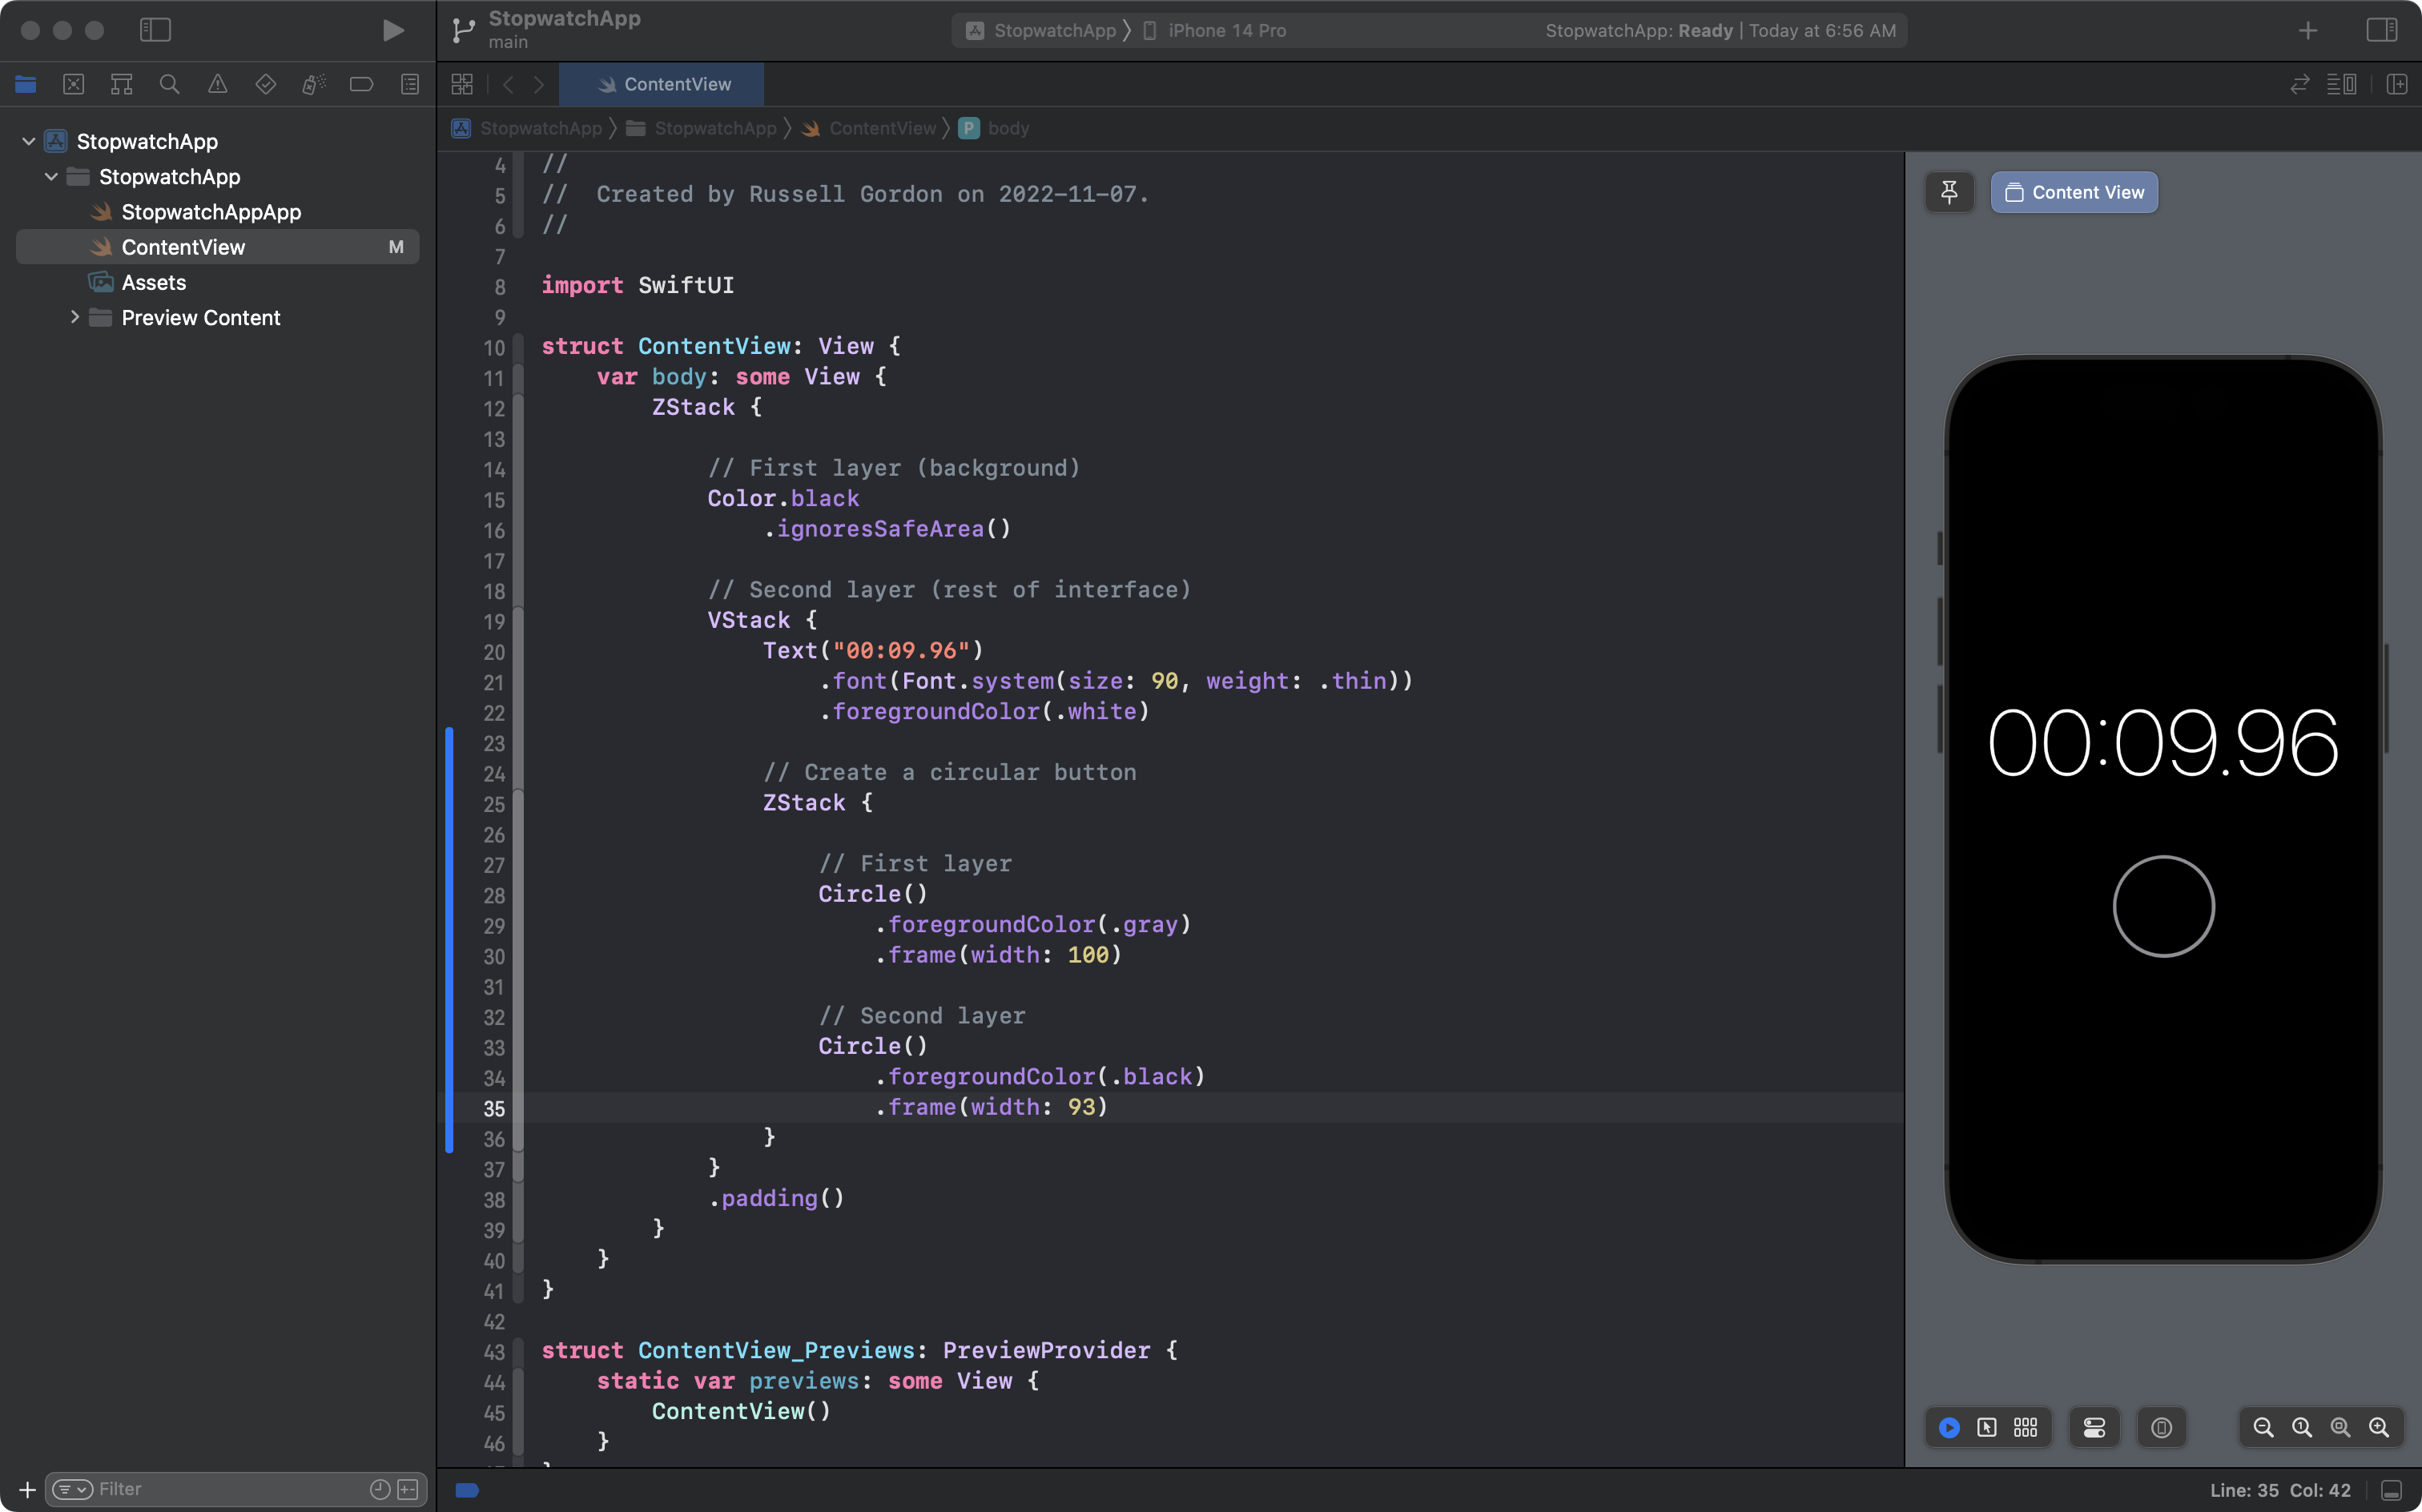 StopwatchApp
main
StopwatchApp
iPhone 14 Pro
StopwatchApp: Ready | Today at 6:56 AM
ContentView
StopwatchApp
StopwatchApp
ContentView
P
body
StopwatchApp
StopwatchApp
StopwatchAppApp
ContentView
M
Assets
Preview Content
Filter
4 //
5 //  Created by Russell Gordon on 2022-11-07.
6 //
7
8 import SwiftUI
9
10 struct ContentView: View {
11     var body: some View {
12         ZStack {
13
14             // First layer (background)
15             Color.black
16                 .ignoresSafeArea()
17
18             // Second layer (rest of interface)
19             VStack {
20                 Text("00:09.96")
21                     .font(Font.system(size: 90, weight: .thin))
22                     .foregroundColor(.white)
23
24                 // Create a circular button
25                 ZStack {
26
27                     // First layer
28                     Circle()
29                         .foregroundColor(.gray)
30                         .frame(width: 100)
31
32                     // Second layer
33                     Circle()
34                         .foregroundColor(.black)
35                         .frame(width: 93)
36                 }
37             }
38             .padding()
39         }
40     }
41 }
42
43 struct ContentView_Previews: PreviewProvider {
44     static var previews: some View {
45         ContentView()
46     }
Content View
00:09.96
Line: 35 Col: 42